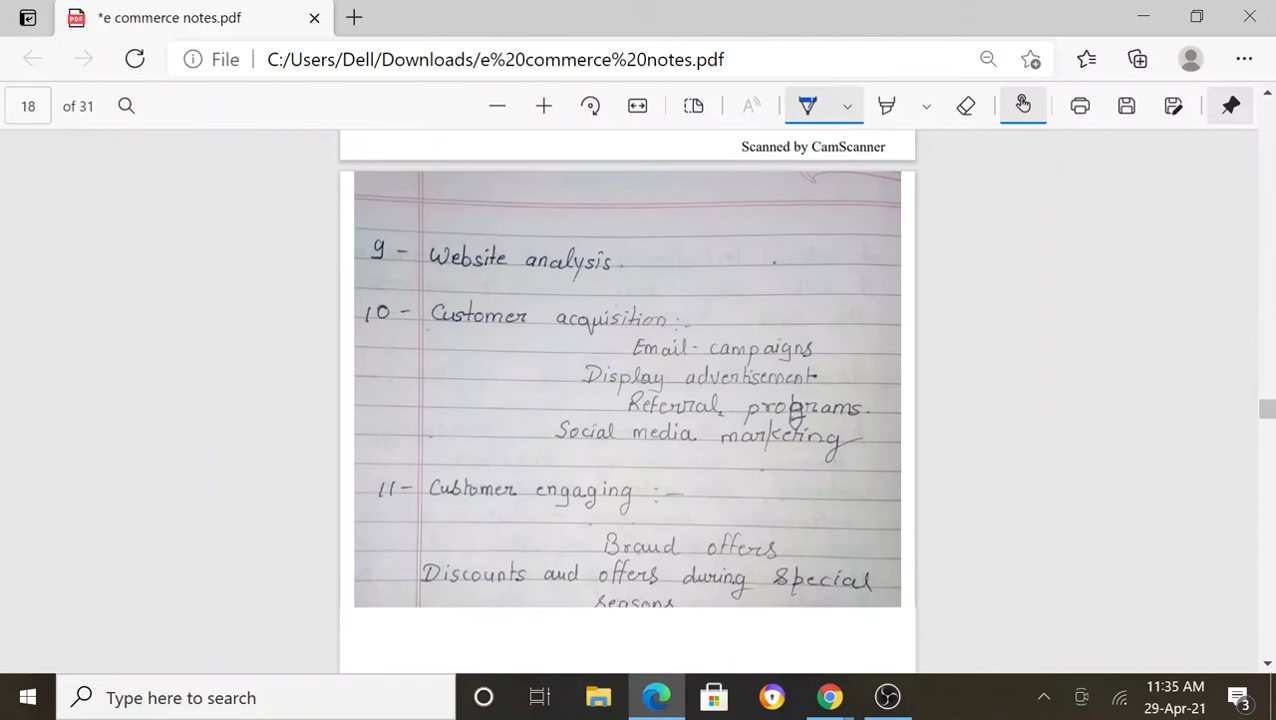 *e commerce notes.pdf
File
C:/Users/Dell/Downloads/e%20commerce%20notes.pdf
18 of 31
Scanned by CamScanner
9 - Website analysis.
10 - Customer acquisition :-
Email - campaigns
Display advertisement
Referral programs.
Social media marketing
11 - Customer engaging :-
Brand offers
Discounts and offers during special
seasons
Type here to search
11:35 AM
29-Apr-21
3